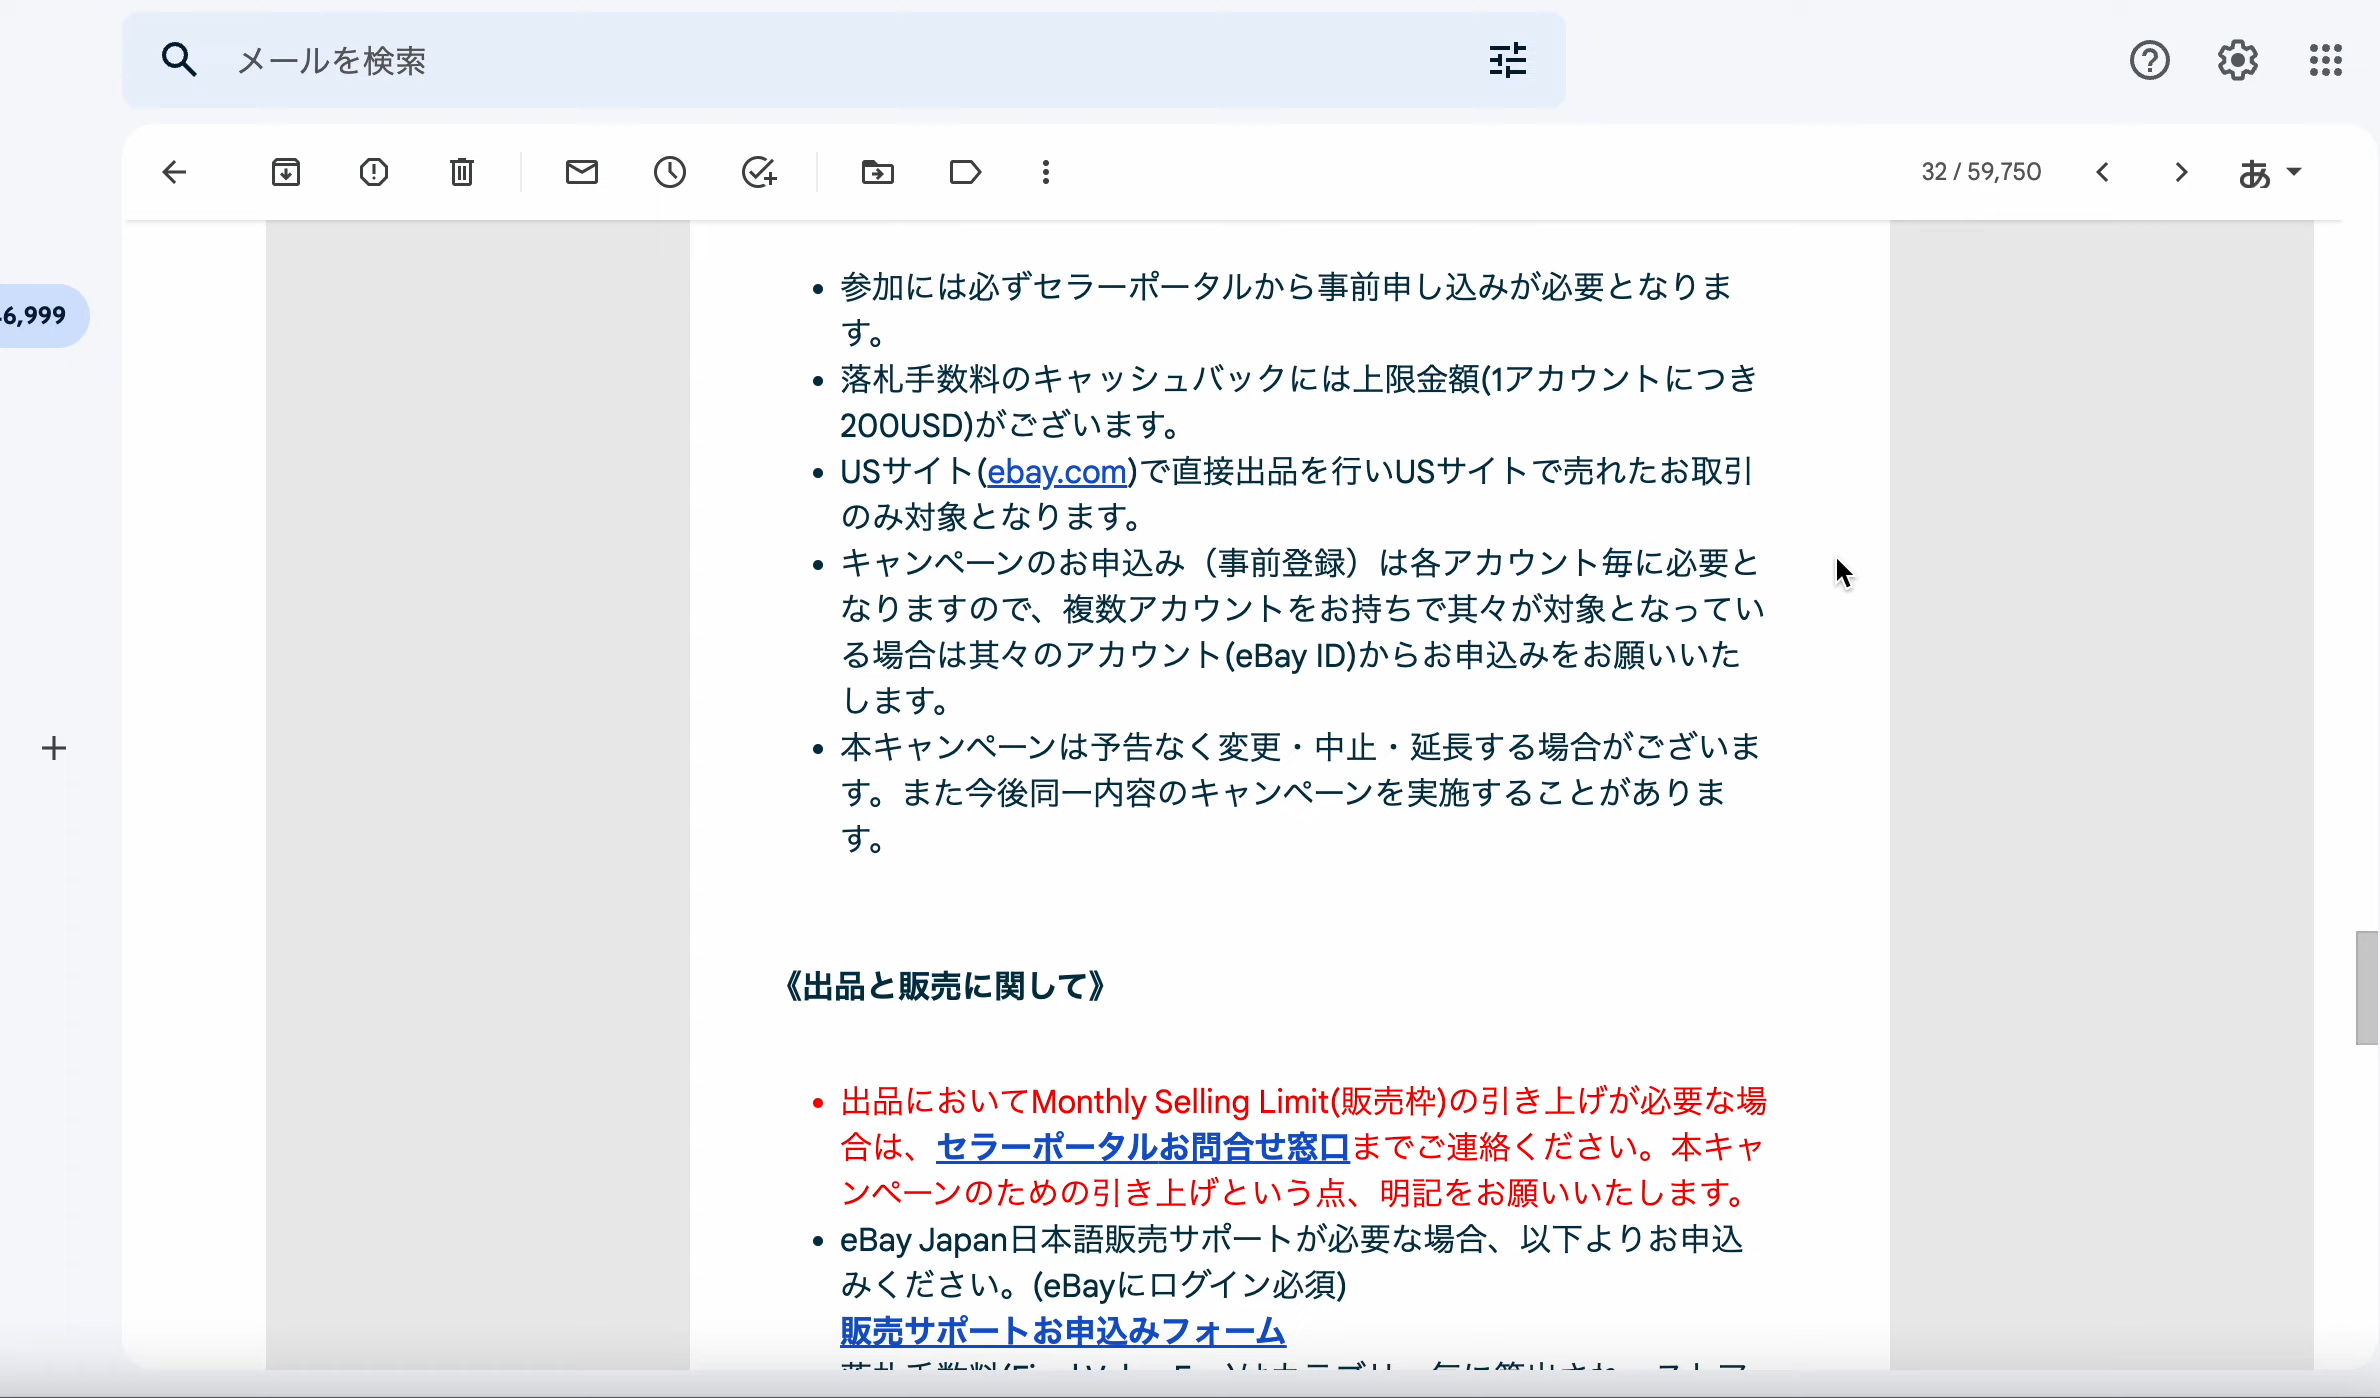 メールを検索
32 / 59,750
あ
6,999
• 参加には必ずセラーポータルから事前申し込みが必要となりま
す。
• 落札手数料のキャッシュバックには上限金額(1アカウントにつき
200USD)がございます。
• USサイト(ebay.com)で直接出品を行いUSサイトで売れたお取引
のみ対象となります。
• キャンペーンのお申込み（事前登録）は各アカウント毎に必要と
なりますので、複数アカウントをお持ちで其々が対象となってい
る場合は其々のアカウント(eBay ID)からお申込みをお願いいた
します。
• 本キャンペーンは予告なく変更・中止・延長する場合がございま
す。また今後同一内容のキャンペーンを実施することがありま
す。
《出品と販売に関して》
• 出品においてMonthly Selling Limit(販売枠)の引き上げが必要な場
合は、セラーポータルお問合せ窓口までご連絡ください。本キャ
ンペーンのための引き上げという点、明記をお願いいたします。
• eBay Japan日本語販売サポートが必要な場合、以下よりお申込
みください。(eBayにログイン必須)
販売サポートお申込みフォーム